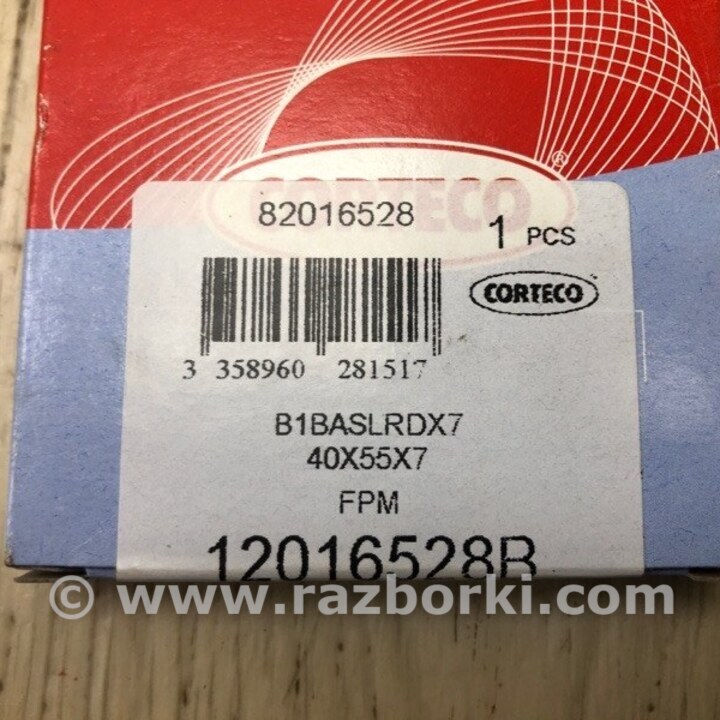 CORTECO ®
82016528
1 PCS
CORTECO
3 358960 281517
B1BASLRDX7
40X55X7
FPM
12016528B
© www.razborki.com